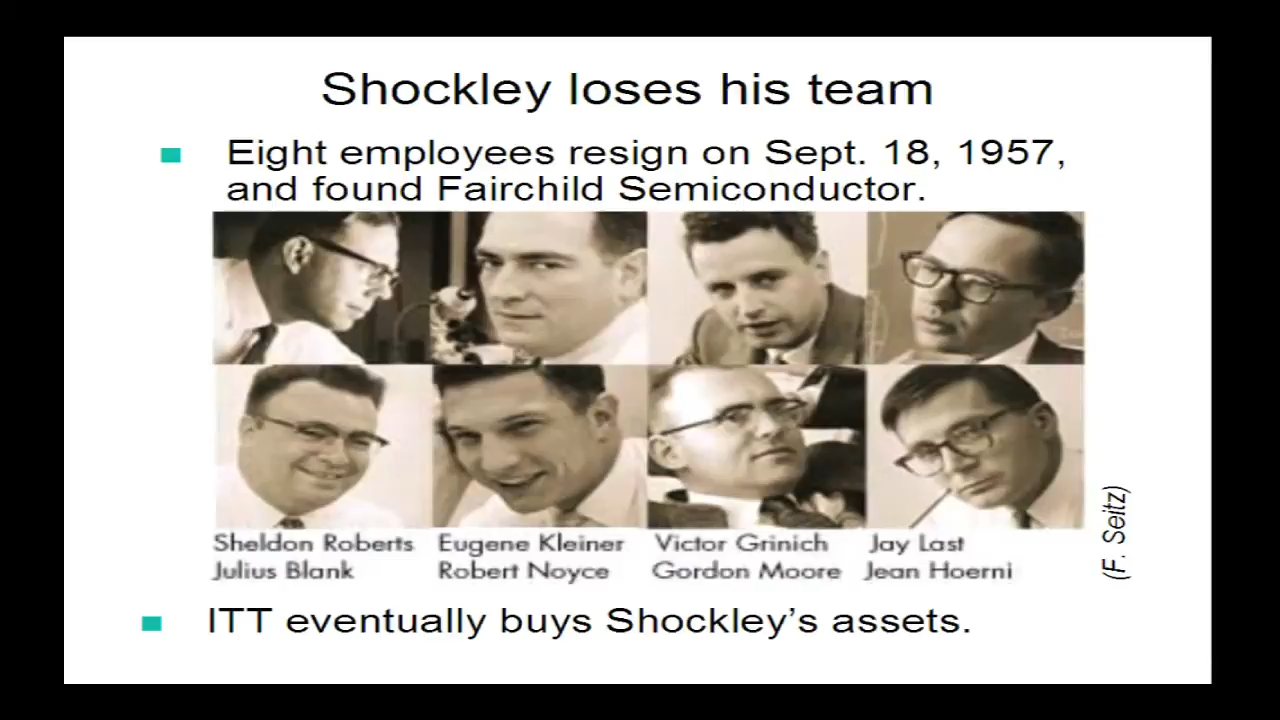 Shockley loses his team
Eight employees resign on Sept. 18, 1957,
and found Fairchild Semiconductor.
Sheldon Roberts Eugene Kleiner Victor Grinich Jay Last
Julius Blank Robert Noyce Gordon Moore Jean Hoerni
(F. Seitz)
ITT eventually buys Shockley's assets.